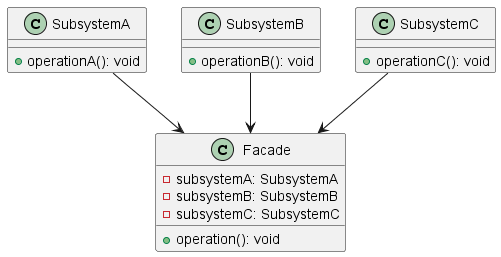 C SubsystemA
operationA(): void
C SubsystemB
operationB(): void
C SubsystemC
operationC(): void
C Facade
subsystemA: SubsystemA
subsystemB: SubsystemB
subsystemC: SubsystemC
operation(): void